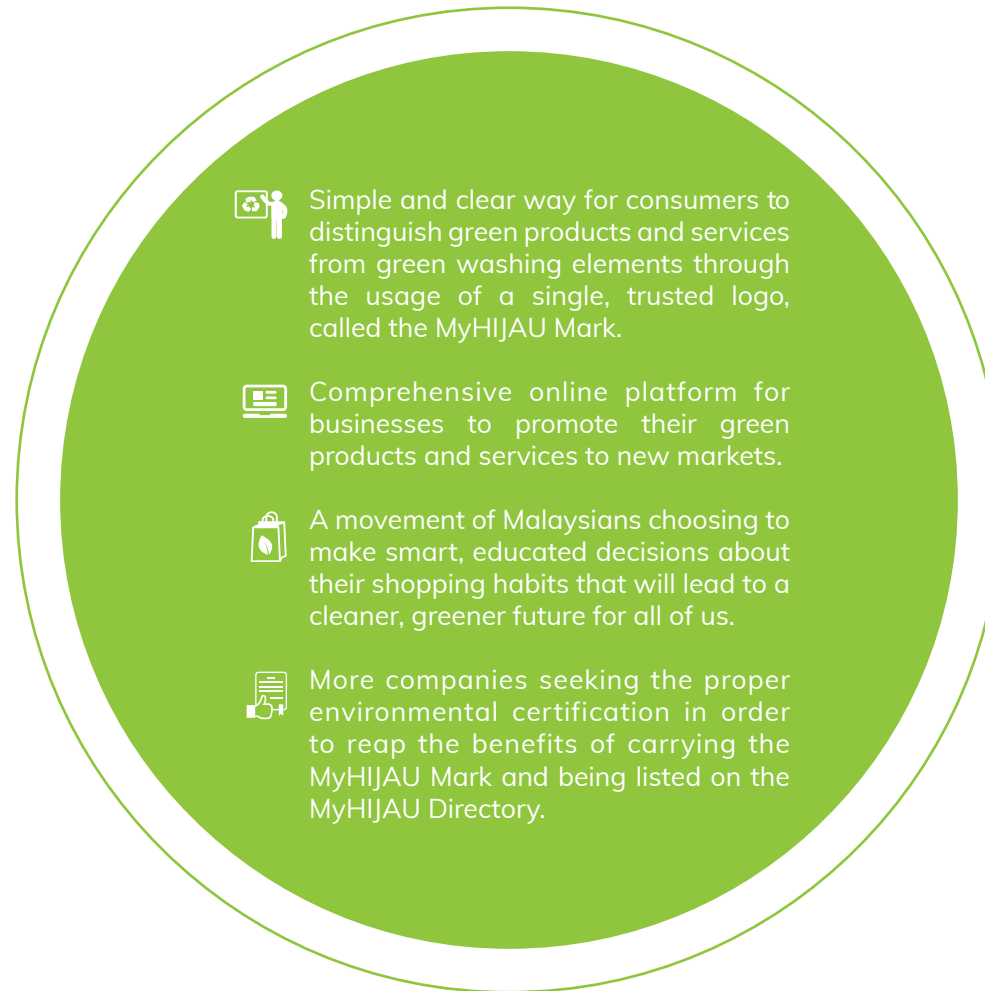 Simple and clear way for consumers to
distinguish green products and services
from green washing elements through
the usage of a single, trusted logo,
called the MyHIJAU Mark.
Comprehensive online platform for
businesses to promote their green
products and services to new markets.
A movement of Malaysians choosing to
make smart, educated decisions about
their shopping habits that will lead to a
cleaner, greener future for all of us.
More companies seeking the proper
environmental certification in order
to reap the benefits of carrying the
MyHIJAU Mark and being listed on the
MyHIJAU Directory.